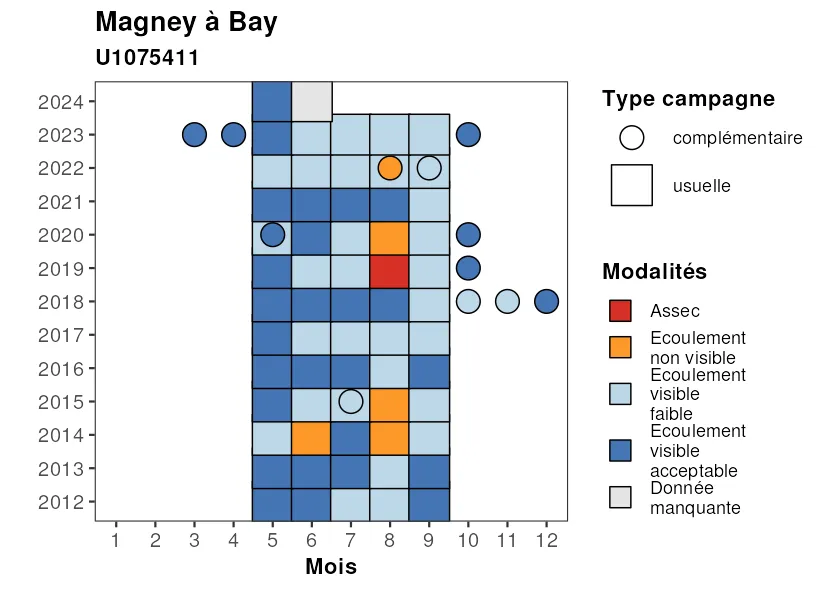 Magney à Bay
U1075411
2024
2023
2022
2021
2020
2019
2018
2017
2016
2015
2014
2013
2012
1 2 3 4 5 6 7 8 9 10 11 12
Mois
Type campagne
complémentaire
usuelle
Modalités
Assec
Ecoulement
non visible
Ecoulement
visible
faible
Ecoulement
visible
acceptable
Donnée
manquante